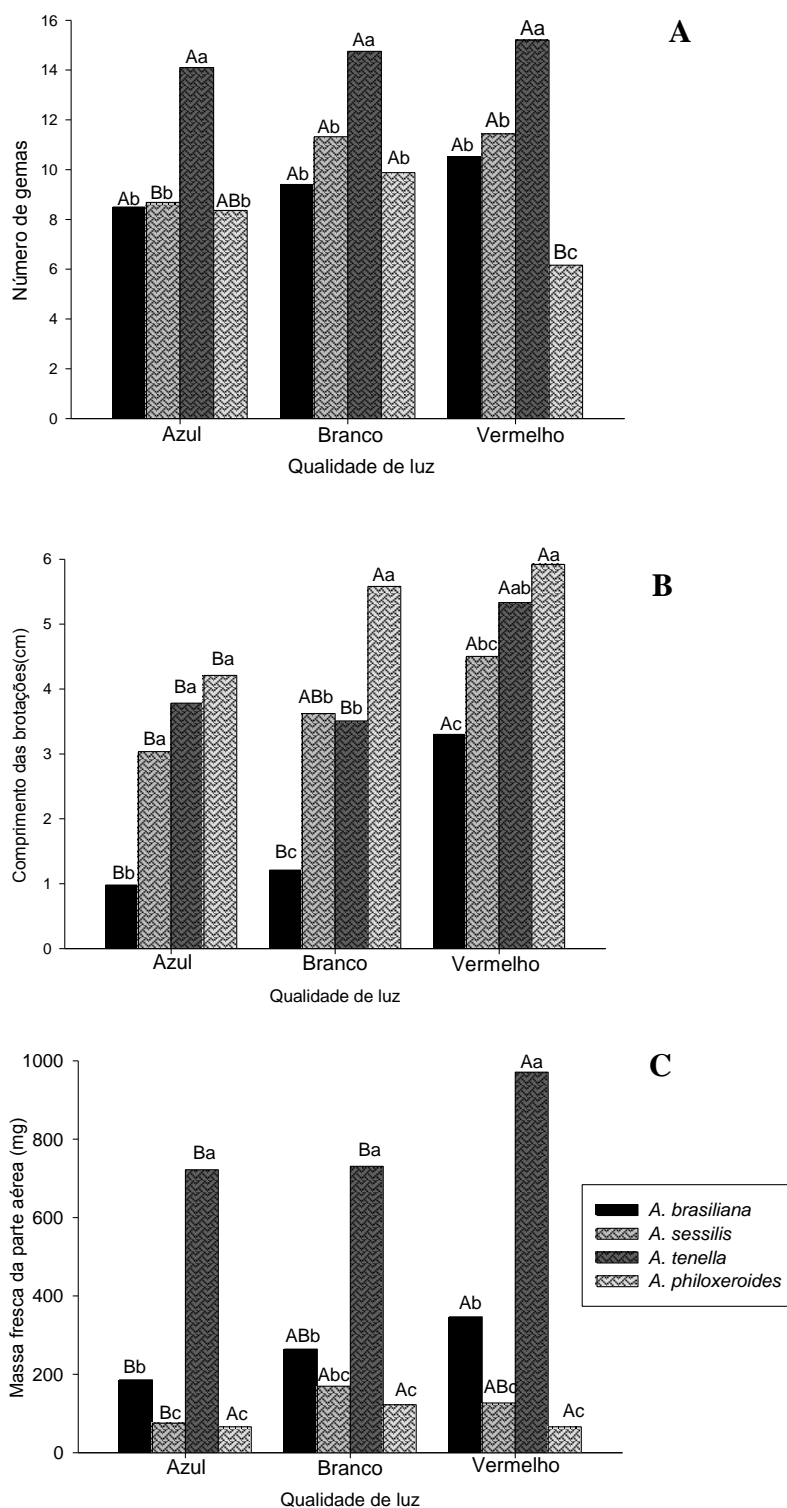 A
Número de gemas
16
14
12
10
8
6
4
2
0
Ab Bb Aa ABb
Ab Ab Aa Ab
Ab Ab Aa Bc
Azul Branco Vermelho
Qualidade de luz
B
Comprimento das brotações(cm)
6
5
4
3
2
1
0
Bb Ba Ba Ba
Bc ABb Bb Aa
Ac Abc Aab Aa
Azul Branco Vermelho
Qualidade de luz
C
Massa fresca da parte aérea (mg)
1000
800
600
400
200
0
Bb Bc Ba Ac
ABb Abc Ba Ac
Ab ABc Aa Ac
Azul Branco Vermelho
Qualidade de luz
A. brasiliana
A. sessilis
A. tenella
A. philoxeroides